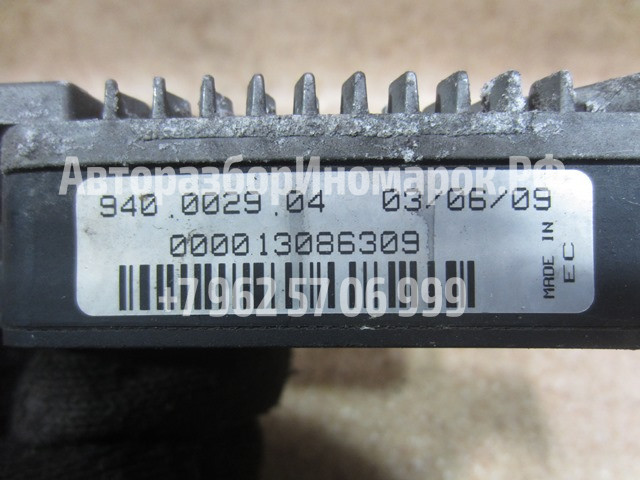 АвторазборИномарок.РФ
940.0029.04 03/06/09
000013086309
MADE IN
EC
+7962 57 06 999